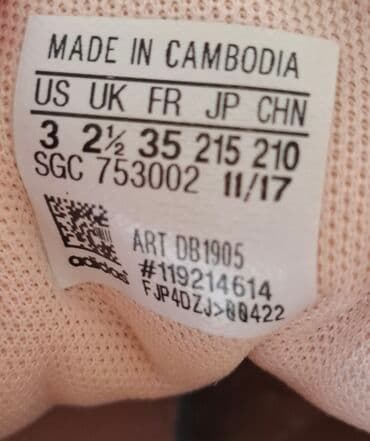 MADE IN CAMBODIA
US UK FR JP CHN
3 2½ 35 215 210
SGC 753002 11/17
ART DB1905
adidas #119214614
FJP4DZJ>00422